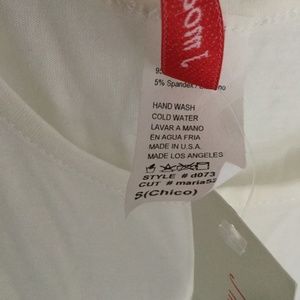 5% Spandex
HAND WASH
COLD WATER
LAVAR A MANO
EN AGUA FRIA
MADE IN U.S.A.
MADE LOS ANGELES
STYLE # d073
CUT # maria52
S(Chico)